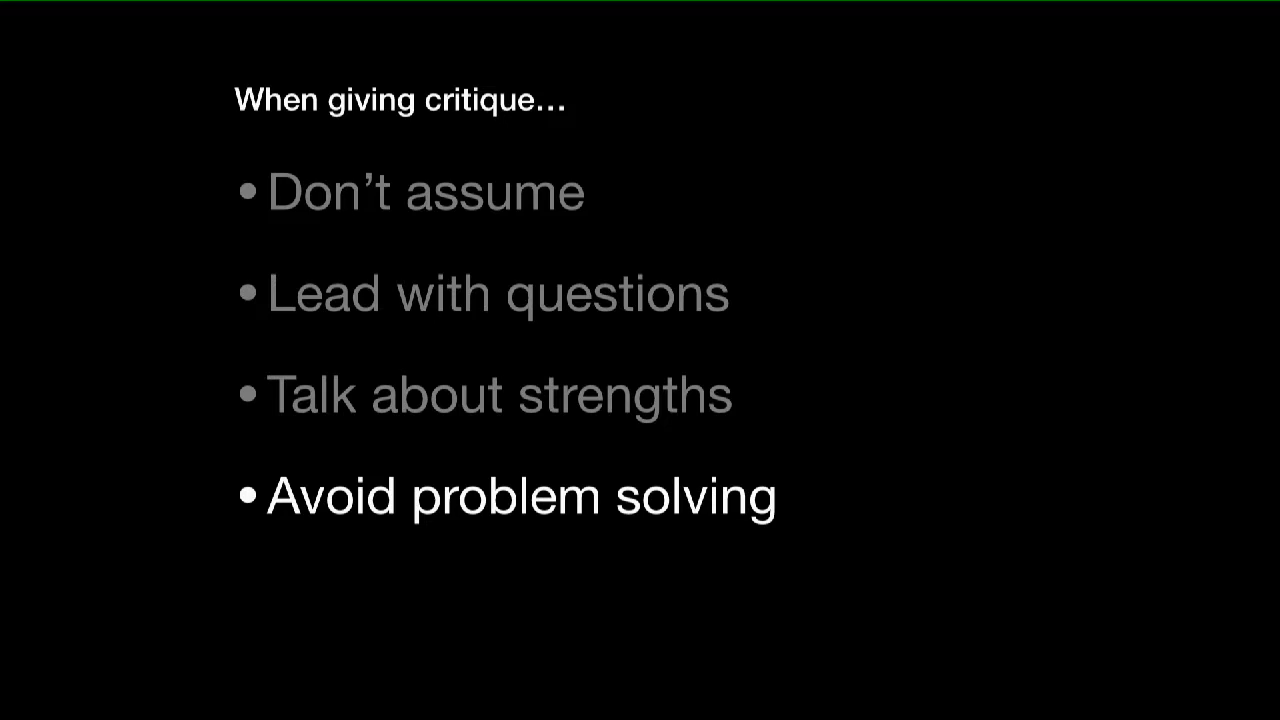 When giving critique…
• Don’t assume
• Lead with questions
• Talk about strengths
• Avoid problem solving